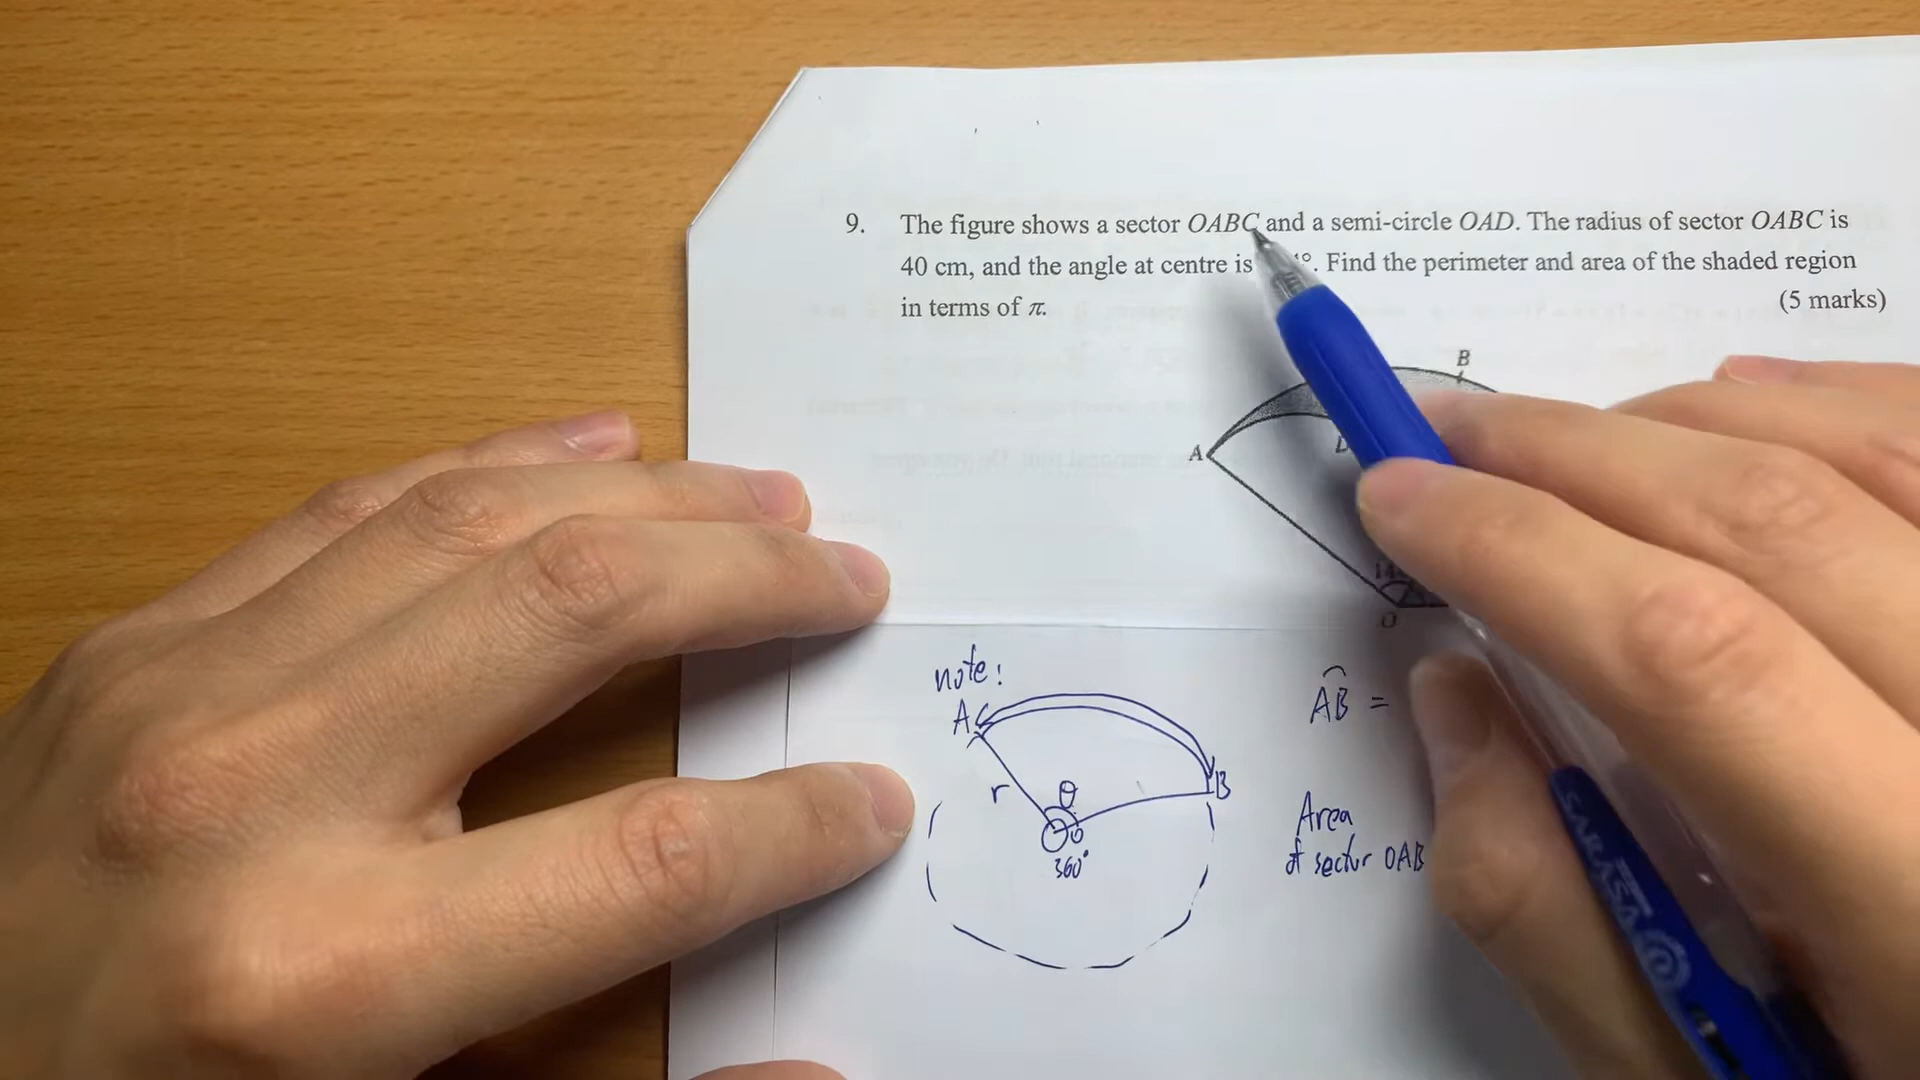 9. The figure shows a sector OABC and a semi-circle OAD. The radius of sector OABC is
40 cm, and the angle at centre is °. Find the perimeter and area of the shaded region
in terms of π.
(5 marks)
B
A
O
note:
A
B
r
θ
360°
AB =
Area
of sector OAB
SARASA